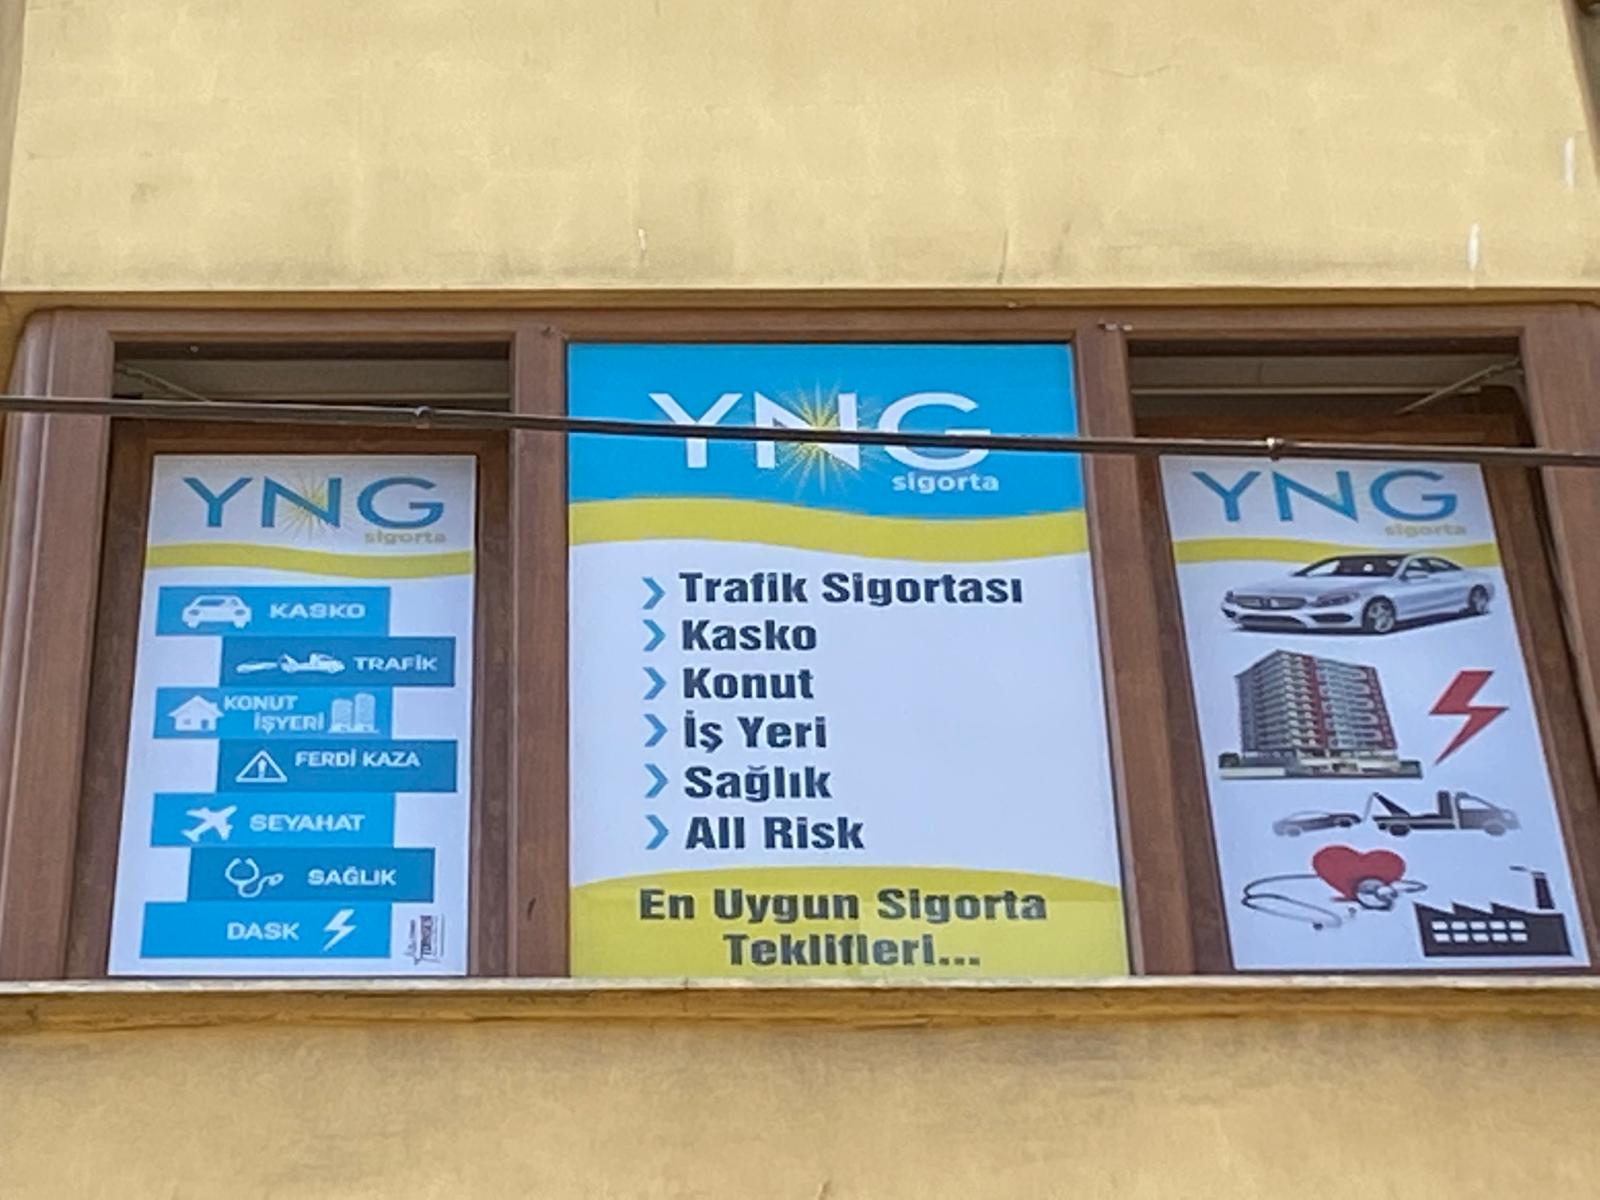 YNG
sigorta
KASKO
TRAFİK
KONUT
İŞYERİ
FERDİ KAZA
SEYAHAT
SAĞLIK
DASK
YNG
sigorta
Trafik Sigortası
Kasko
Konut
İş Yeri
Sağlık
All Risk
En Uygun Sigorta
Teklifleri...
YNG
sigorta